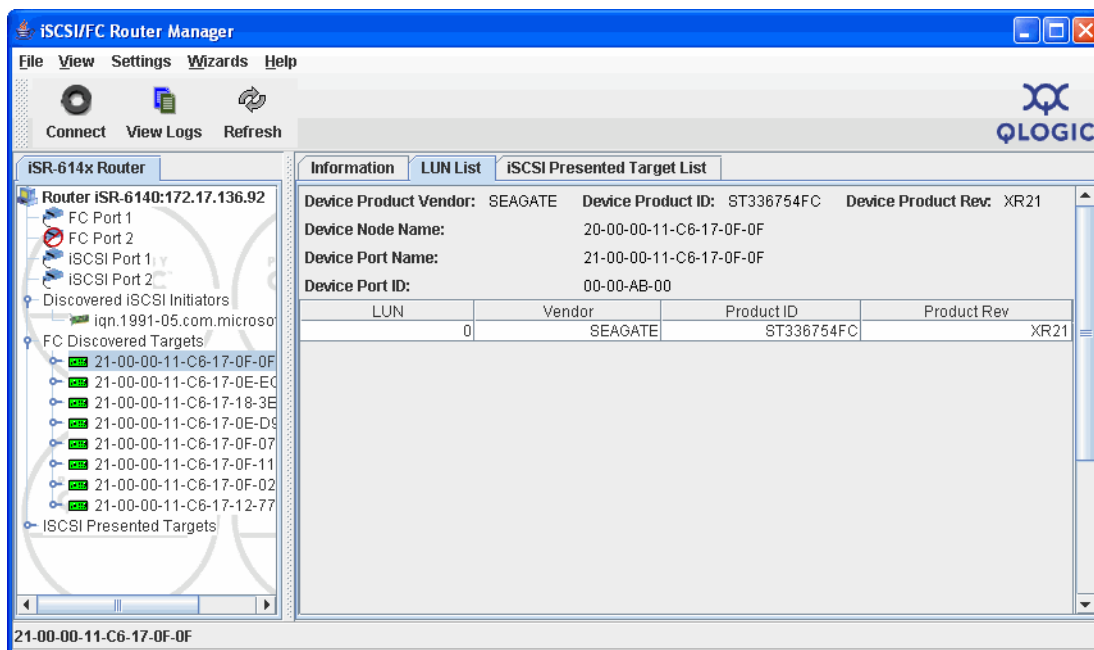 iSCSI/FC Router Manager
File View Settings Wizards Help
Connect View Logs Refresh
QLOGIC
iSR-614x Router
Router iSR-6140:172.17.136.92
FC Port 1
FC Port 2
iSCSI Port 1
iSCSI Port 2
Discovered iSCSI Initiators
iqn.1991-05.com.microso
FC Discovered Targets
21-00-00-11-C6-17-0F-0F
21-00-00-11-C6-17-0E-EC
21-00-00-11-C6-17-18-3E
21-00-00-11-C6-17-0E-D9
21-00-00-11-C6-17-0F-07
21-00-00-11-C6-17-0F-11
21-00-00-11-C6-17-0F-02
21-00-00-11-C6-17-12-77
ISCSI Presented Targets
Information LUN List iSCSI Presented Target List
Device Product Vendor: SEAGATE Device Product ID: ST336754FC Device Product Rev: XR21
Device Node Name: 20-00-00-11-C6-17-0F-0F
Device Port Name: 21-00-00-11-C6-17-0F-0F
Device Port ID: 00-00-AB-00
LUN Vendor Product ID Product Rev
0 SEAGATE ST336754FC XR21
21-00-00-11-C6-17-0F-0F